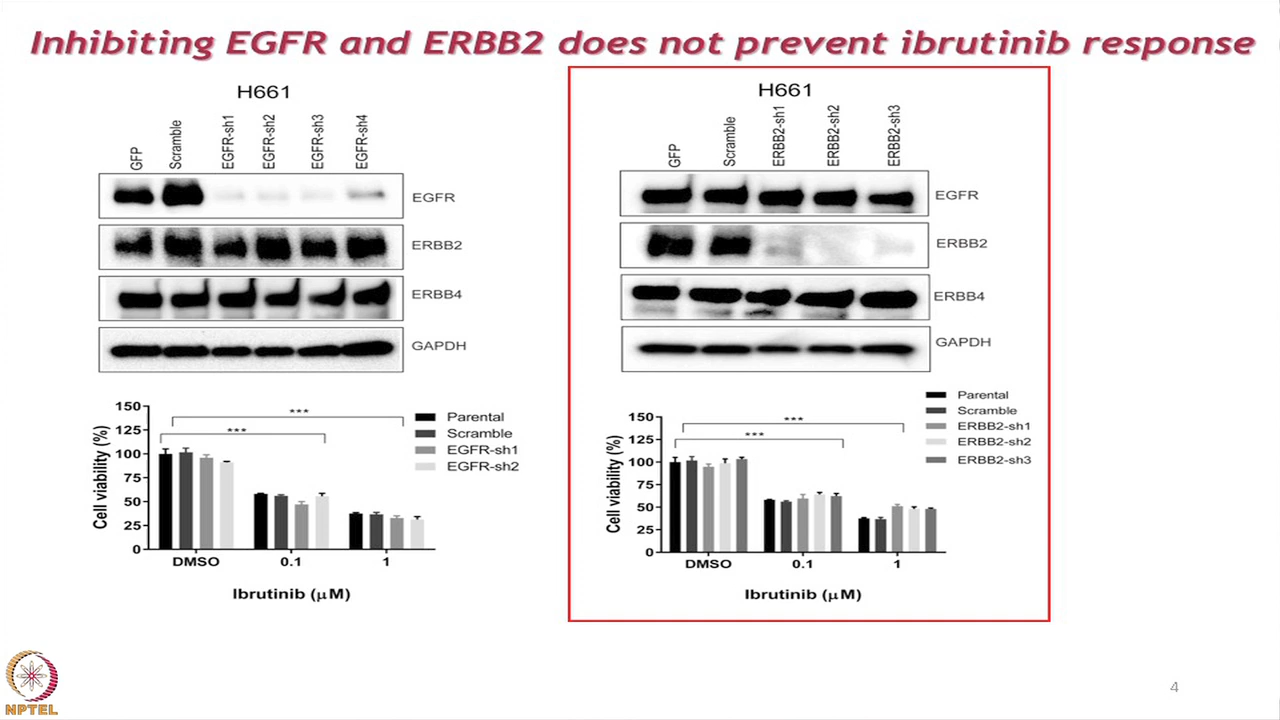 Inhibiting EGFR and ERBB2 does not prevent ibrutinib response
H661
GFP
Scramble
EGFR-sh1
EGFR-sh2
EGFR-sh3
EGFR-sh4
EGFR
ERBB2
ERBB4
GAPDH
150
125
100
75
50
25
0
Cell viability (%)
***
***
Parental
Scramble
EGFR-sh1
EGFR-sh2
DMSO
0.1
1
Ibrutinib (μM)
H661
GFP
Scramble
ERBB2-sh1
ERBB2-sh2
ERBB2-sh3
EGFR
ERBB2
ERBB4
GAPDH
150
125
100
75
50
25
0
Cell viability (%)
***
***
Parental
Scramble
ERBB2-sh1
ERBB2-sh2
ERBB2-sh3
DMSO
0.1
1
Ibrutinib (μM)
NPTEL
4